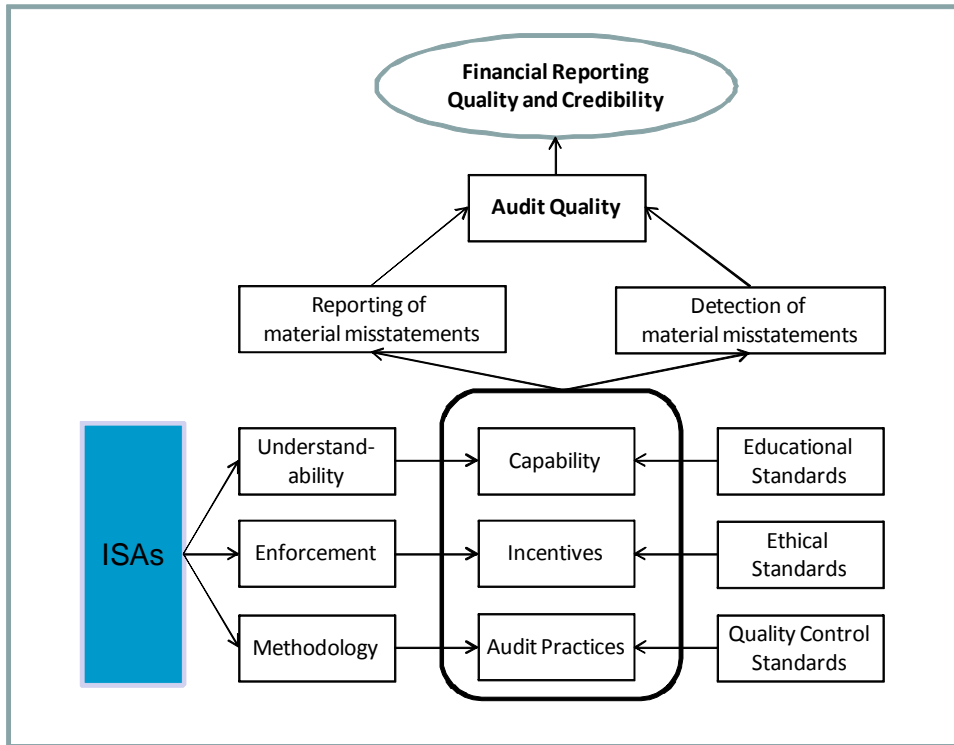 Financial Reporting
Quality and Credibility
Audit Quality
Reporting of
material misstatements
Detection of
material misstatements
ISAs
Understand-
ability
Capability
Educational
Standards
Enforcement
Incentives
Ethical
Standards
Methodology
Audit Practices
Quality Control
Standards